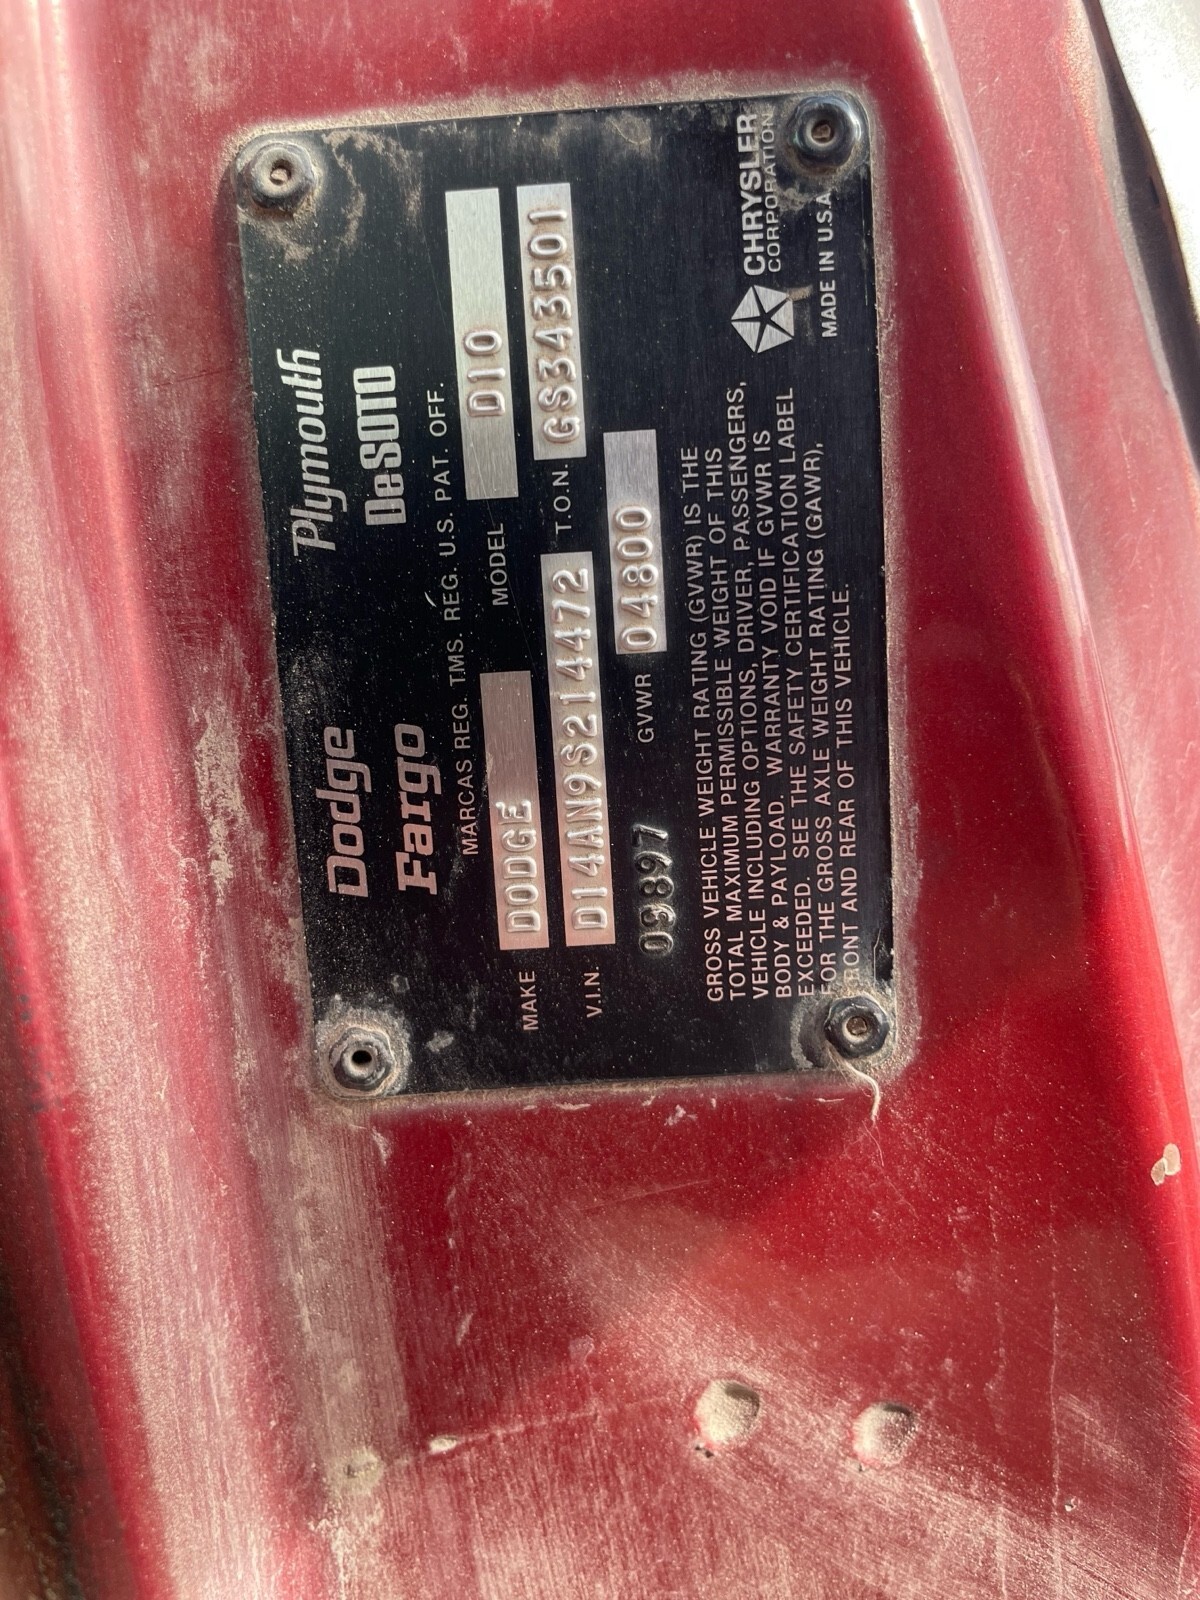 Dodge Plymouth
Fargo DeSOTO
MARCAS REG. TMS. REG. U.S. PAT. OFF.
MAKE DODGE MODEL D10
V.I.N. D14AN9S214472 T.O.N. GS343501
09897 GVWR 04800
GROSS VEHICLE WEIGHT RATING (GVWR) IS THE
TOTAL MAXIMUM PERMISSIBLE WEIGHT OF THIS
VEHICLE INCLUDING OPTIONS, DRIVER, PASSENGERS,
BODY & PAYLOAD. WARRANTY VOID IF GVWR IS
EXCEEDED. SEE THE SAFETY CERTIFICATION LABEL
FOR THE GROSS AXLE WEIGHT RATING (GAWR),
FRONT AND REAR OF THIS VEHICLE.
CHRYSLER
CORPORATION
MADE IN U.S.A.